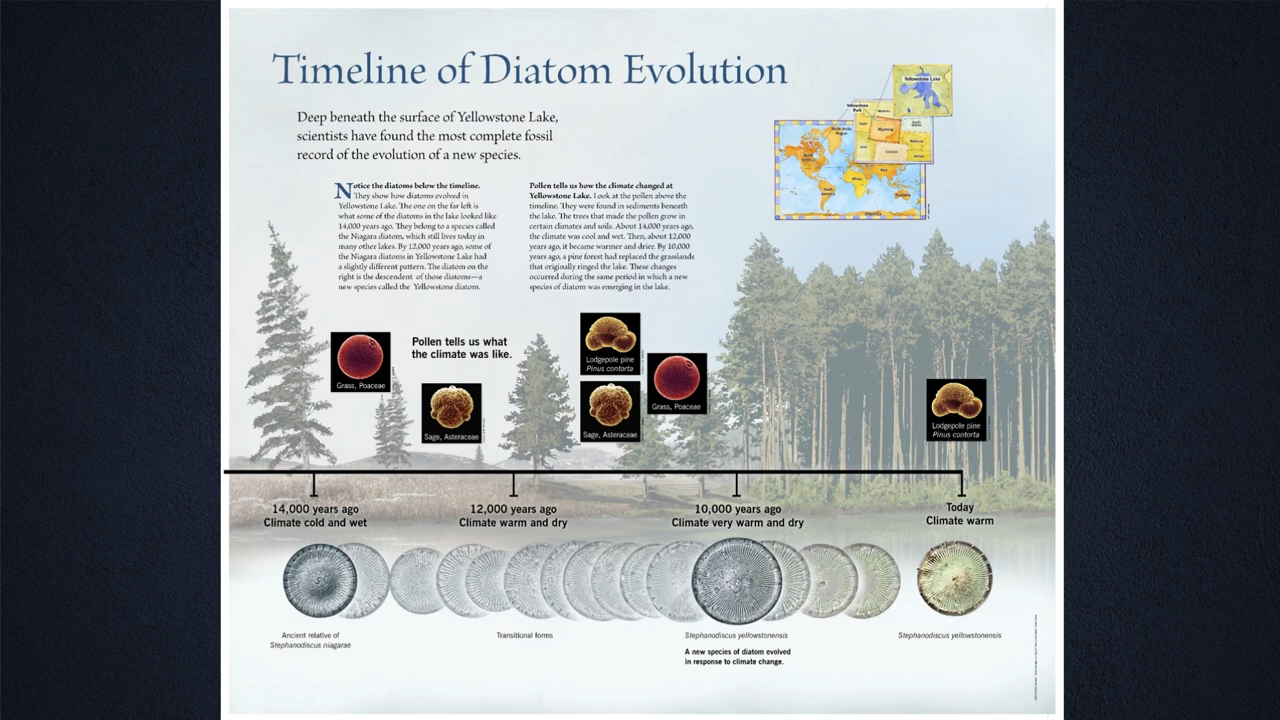 Timeline of Diatom Evolution
Deep beneath the surface of Yellowstone Lake,
scientists have found the most complete fossil
record of the evolution of a new species.
Notice the diatoms below the timeline.
They show how diatoms evolved in
Yellowstone Lake. The one on the far left is
what some of the diatoms in the lake looked like
14,000 years ago. They belong to a species called
the Niagara diatom, which still lives today in
many other lakes. By 12,000 years ago, some of
the Niagara diatoms in Yellowstone Lake had
a slightly different pattern. The diatom on the
right is the descendent of those diatoms—a
new species called the Yellowstone diatom.
Pollen tells us how the climate changed at
Yellowstone Lake. Look at the pollen above the
timeline. They were found in sediments beneath
the lake. The trees that made the pollen grow in
certain climates and soils. About 14,000 years ago,
the climate was cool and wet. Then, about 12,000
years ago, it became warmer and drier. By 10,000
years ago, a pine forest had replaced the grasslands
that originally ringed the lake. These changes
occurred during the same period in which a new
species of diatom was emerging in the lake.
Yellowstone Lake
Yellowstone
Park
Wyoming
Pollen tells us what
the climate was like.
Grass, Poaceae
Sage, Asteraceae
Lodgepole pine
Pinus contorta
Sage, Asteraceae
Grass, Poaceae
Lodgepole pine
Pinus contorta
14,000 years ago
Climate cold and wet
12,000 years ago
Climate warm and dry
10,000 years ago
Climate very warm and dry
Today
Climate warm
Ancient relative of
Stephanodiscus niagarae
Transitional forms
Stephanodiscus yellowstonensis
A new species of diatom evolved
in response to climate change.
Stephanodiscus yellowstonensis